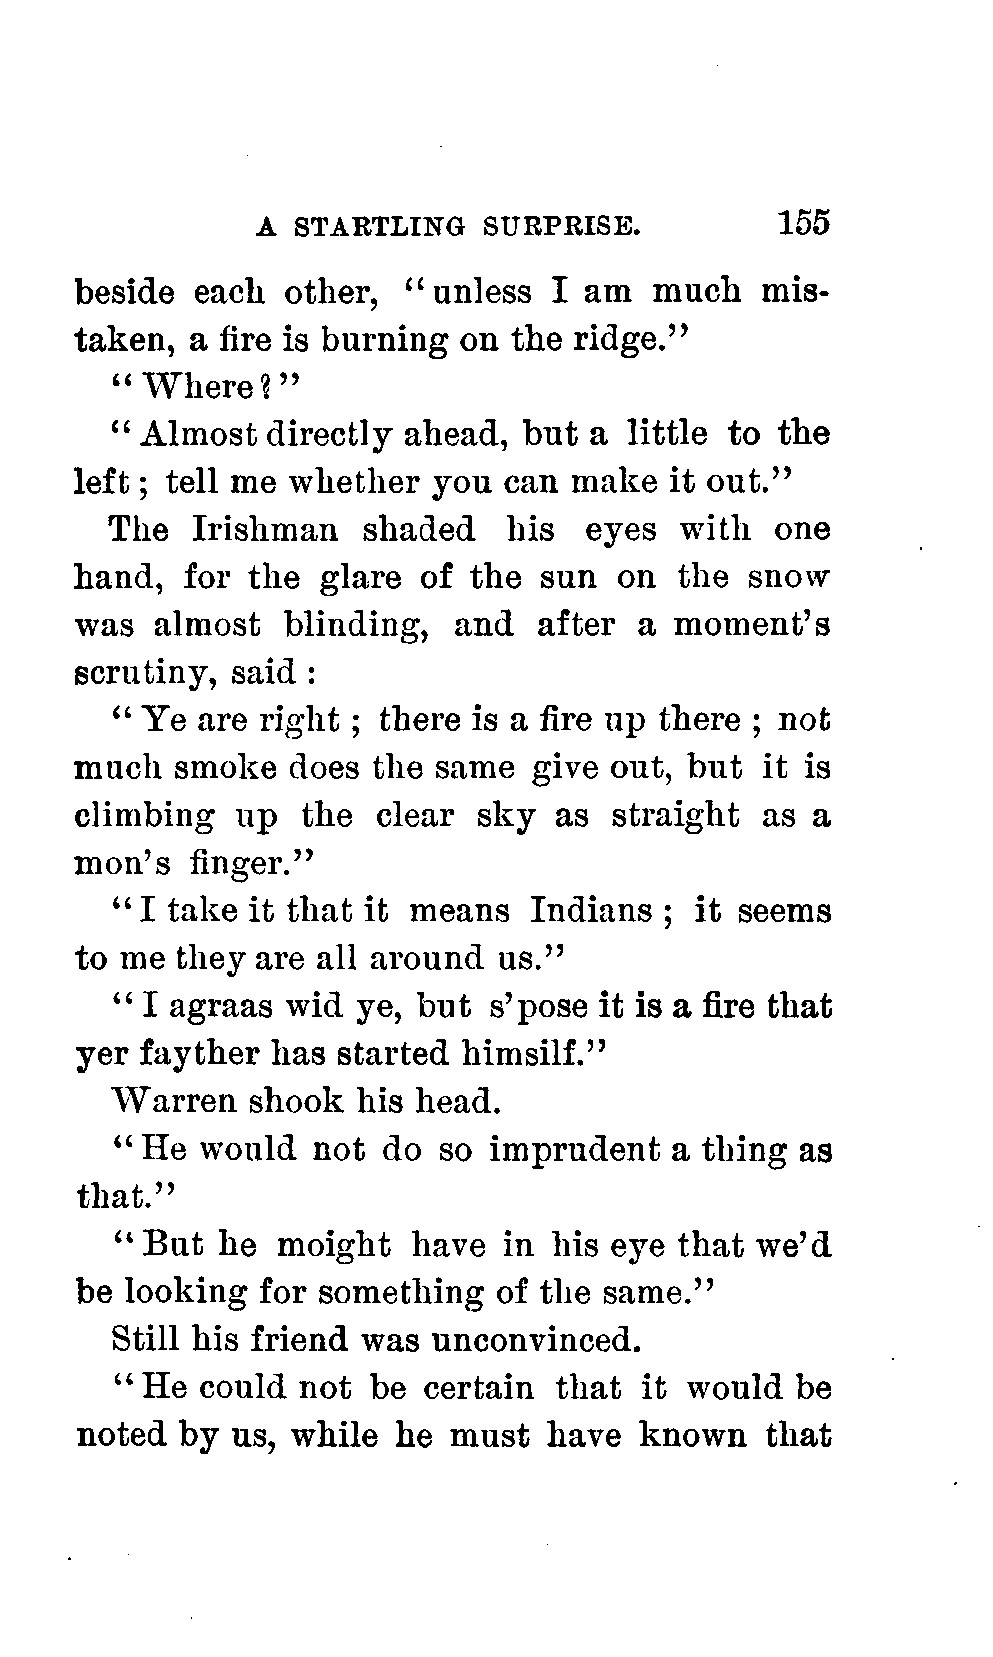 A STARTLING SURPRISE. 155
beside each other, "unless I am much mis-
taken, a fire is burning on the ridge."
"Where?"
"Almost directly ahead, but a little to the
left; tell me whether you can make it out."
The Irishman shaded his eyes with one
hand, for the glare of the sun on the snow
was almost blinding, and after a moment's
scrutiny, said :
"Ye are right; there is a fire up there; not
much smoke does the same give out, but it is
climbing up the clear sky as straight as a
mon's finger."
"I take it that it means Indians; it seems
to me they are all around us."
"I agraas wid ye, but s'pose it is a fire that
yer fayther has started himsilf."
Warren shook his head.
"He would not do so imprudent a thing as
that."
"But he moight have in his eye that we'd
be looking for something of the same."
Still his friend was unconvinced.
"He could not be certain that it would be
noted by us, while he must have known that